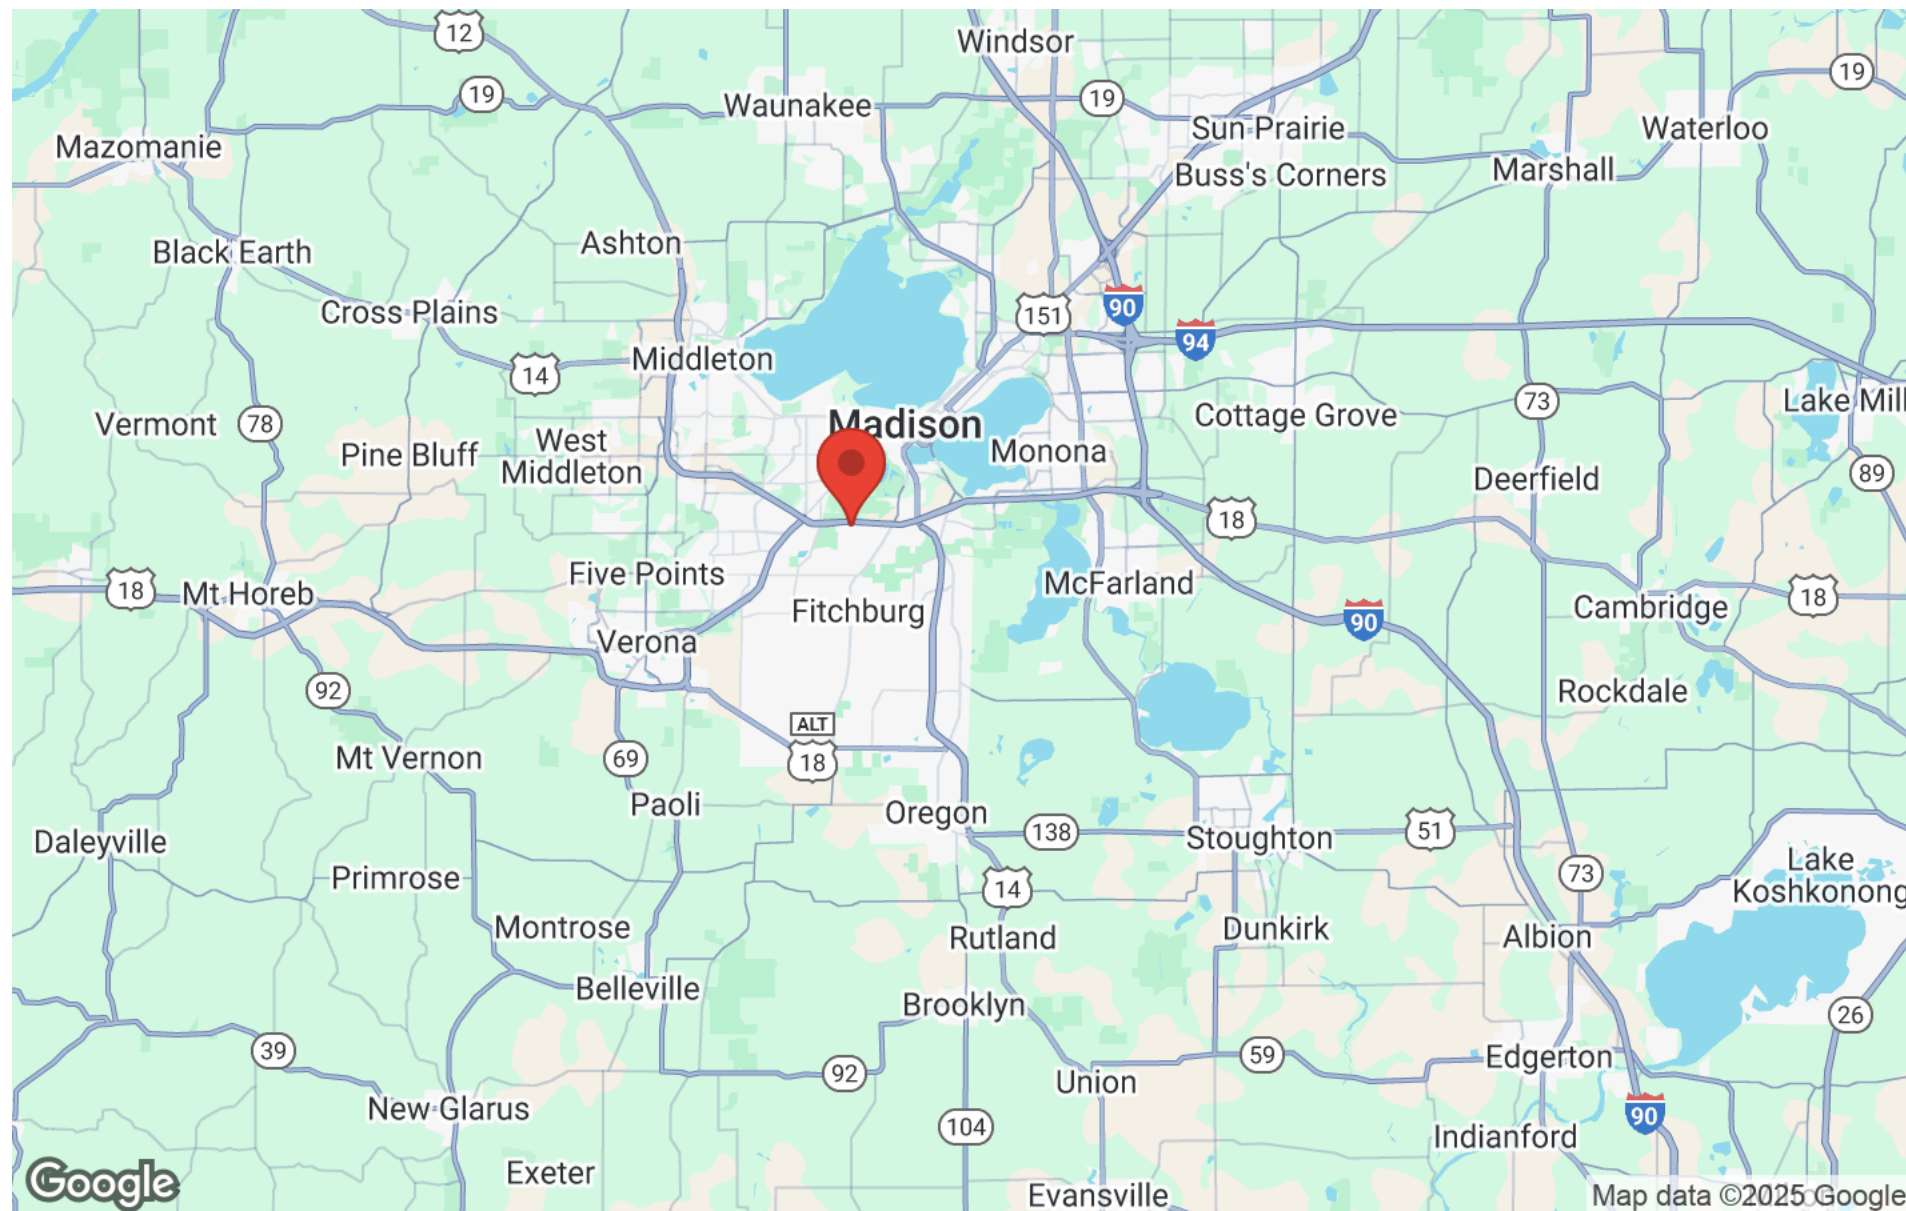 12
Windsor
19
19
Waunakee
19
Sun Prairie
Waterloo
Mazomanie
Buss's Corners
Marshall
Ashton
Black Earth
Cross Plains
151
90
94
Middleton
14
Lake Mill
73
Cottage Grove
Vermont
78
Madison
West
Middleton
Pine Bluff
Monona
Deerfield
89
18
Five Points
McFarland
18
Mt Horeb
18
Cambridge
Fitchburg
90
Verona
92
Rockdale
ALT
18
Mt Vernon
69
Paoli
Oregon
138
Stoughton
51
Daleyville
Lake
Koshkonong
Primrose
14
73
Montrose
Rutland
Dunkirk
Albion
Belleville
Brooklyn
26
39
59
Edgerton
92
Union
New Glarus
104
90
Indianford
Exeter
Google
Evansville
Map data ©2025 Google